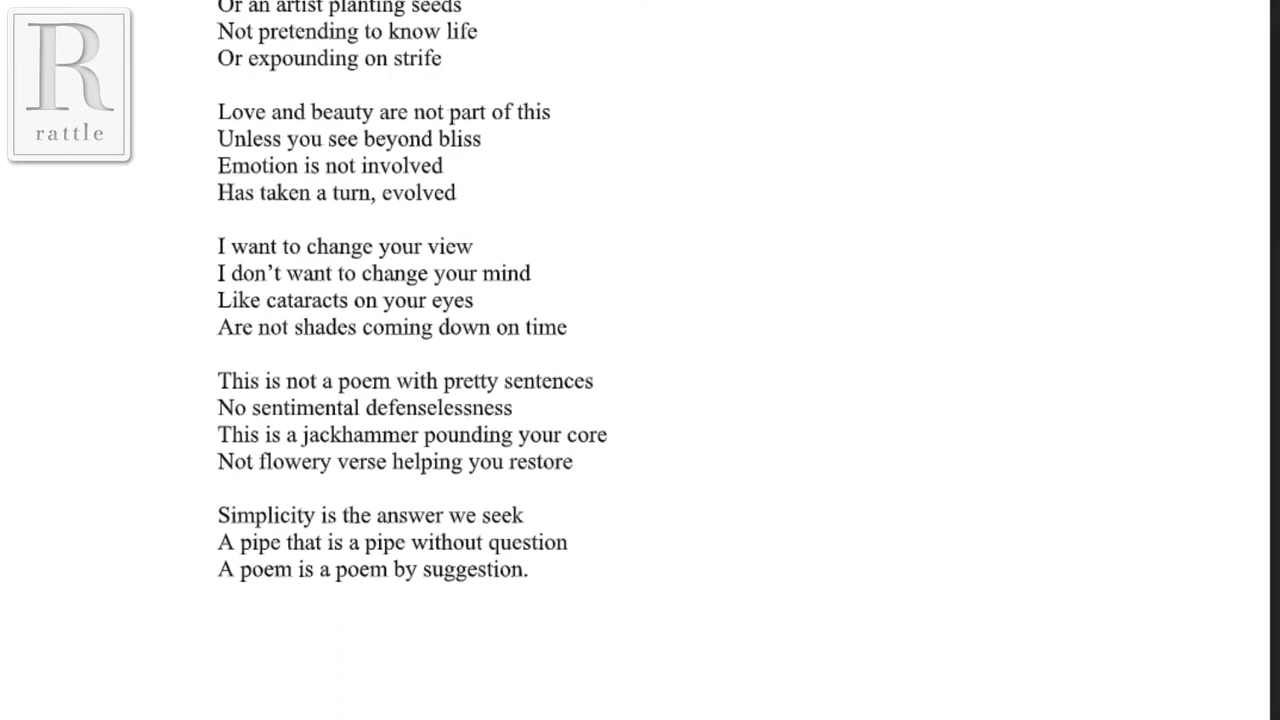 Or an artist planting seeds
Not pretending to know life
Or expounding on strife
Love and beauty are not part of this
Unless you see beyond bliss
Emotion is not involved
Has taken a turn, evolved
I want to change your view
I don’t want to change your mind
Like cataracts on your eyes
Are not shades coming down on time
This is not a poem with pretty sentences
No sentimental defenselessness
This is a jackhammer pounding your core
Not flowery verse helping you restore
Simplicity is the answer we seek
A pipe that is a pipe without question
A poem is a poem by suggestion.
R
rattle